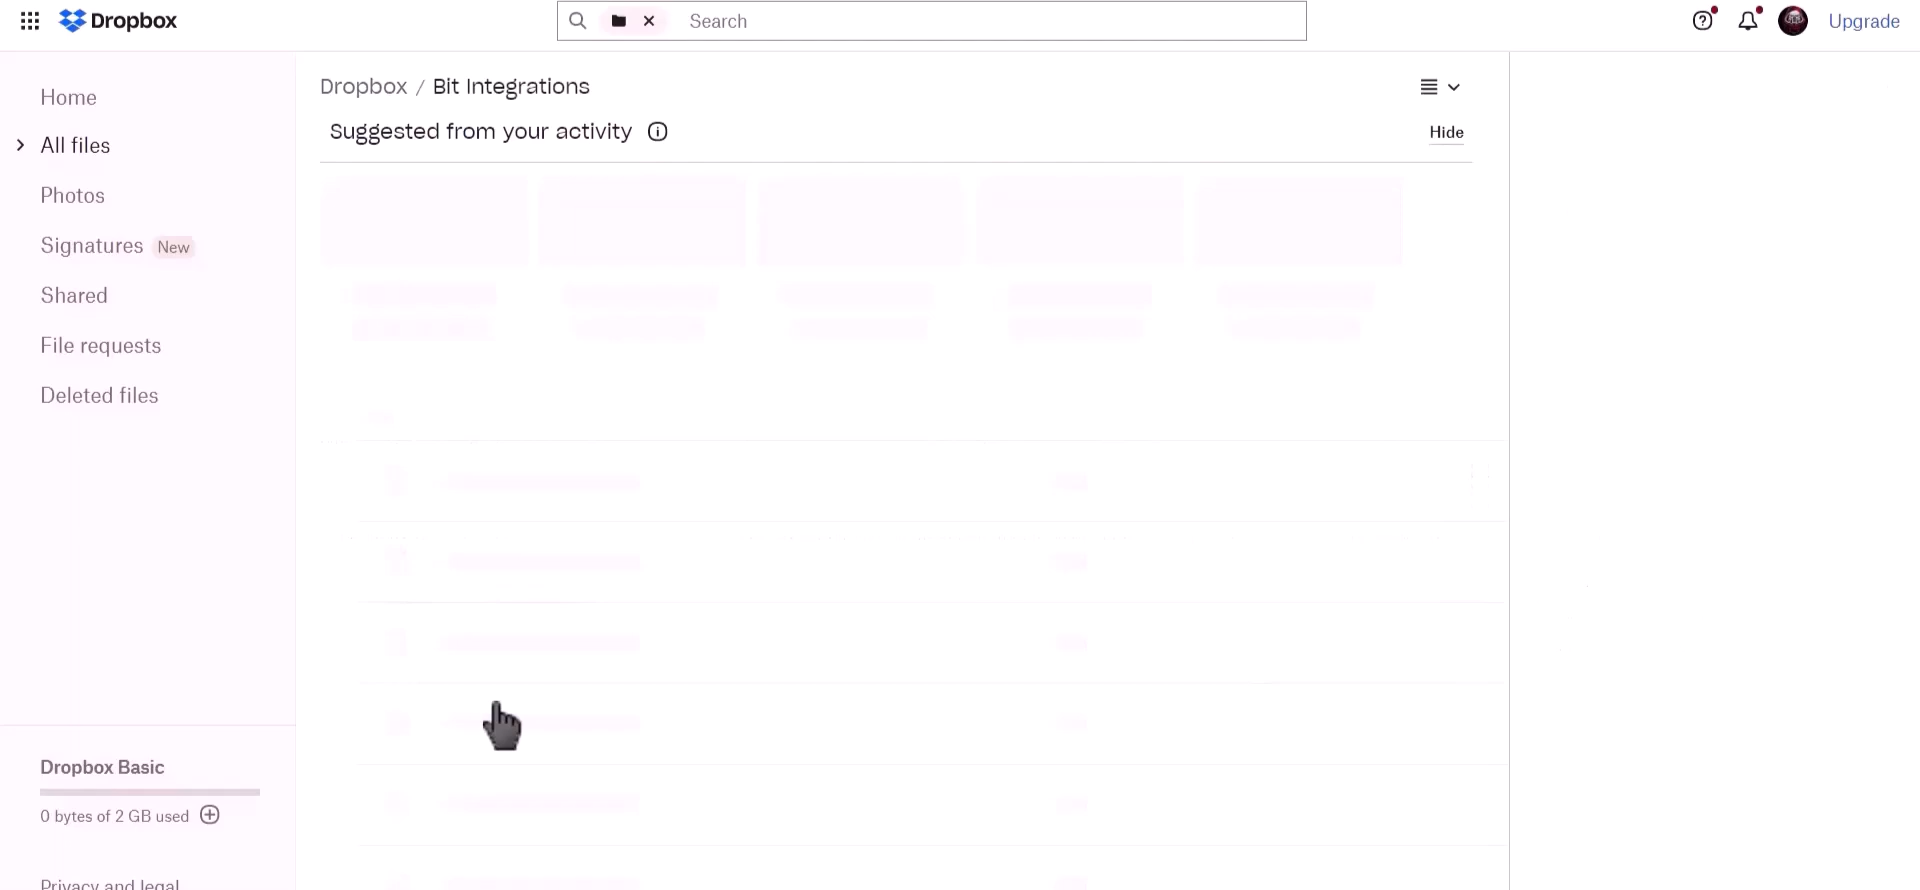 Dropbox
Search
Upgrade
Home
All files
Photos
Signatures New
Shared
File requests
Deleted files
Dropbox Basic
0 bytes of 2 GB used
Privacy and legal
Dropbox / Bit Integrations
Suggested from your activity
Hide